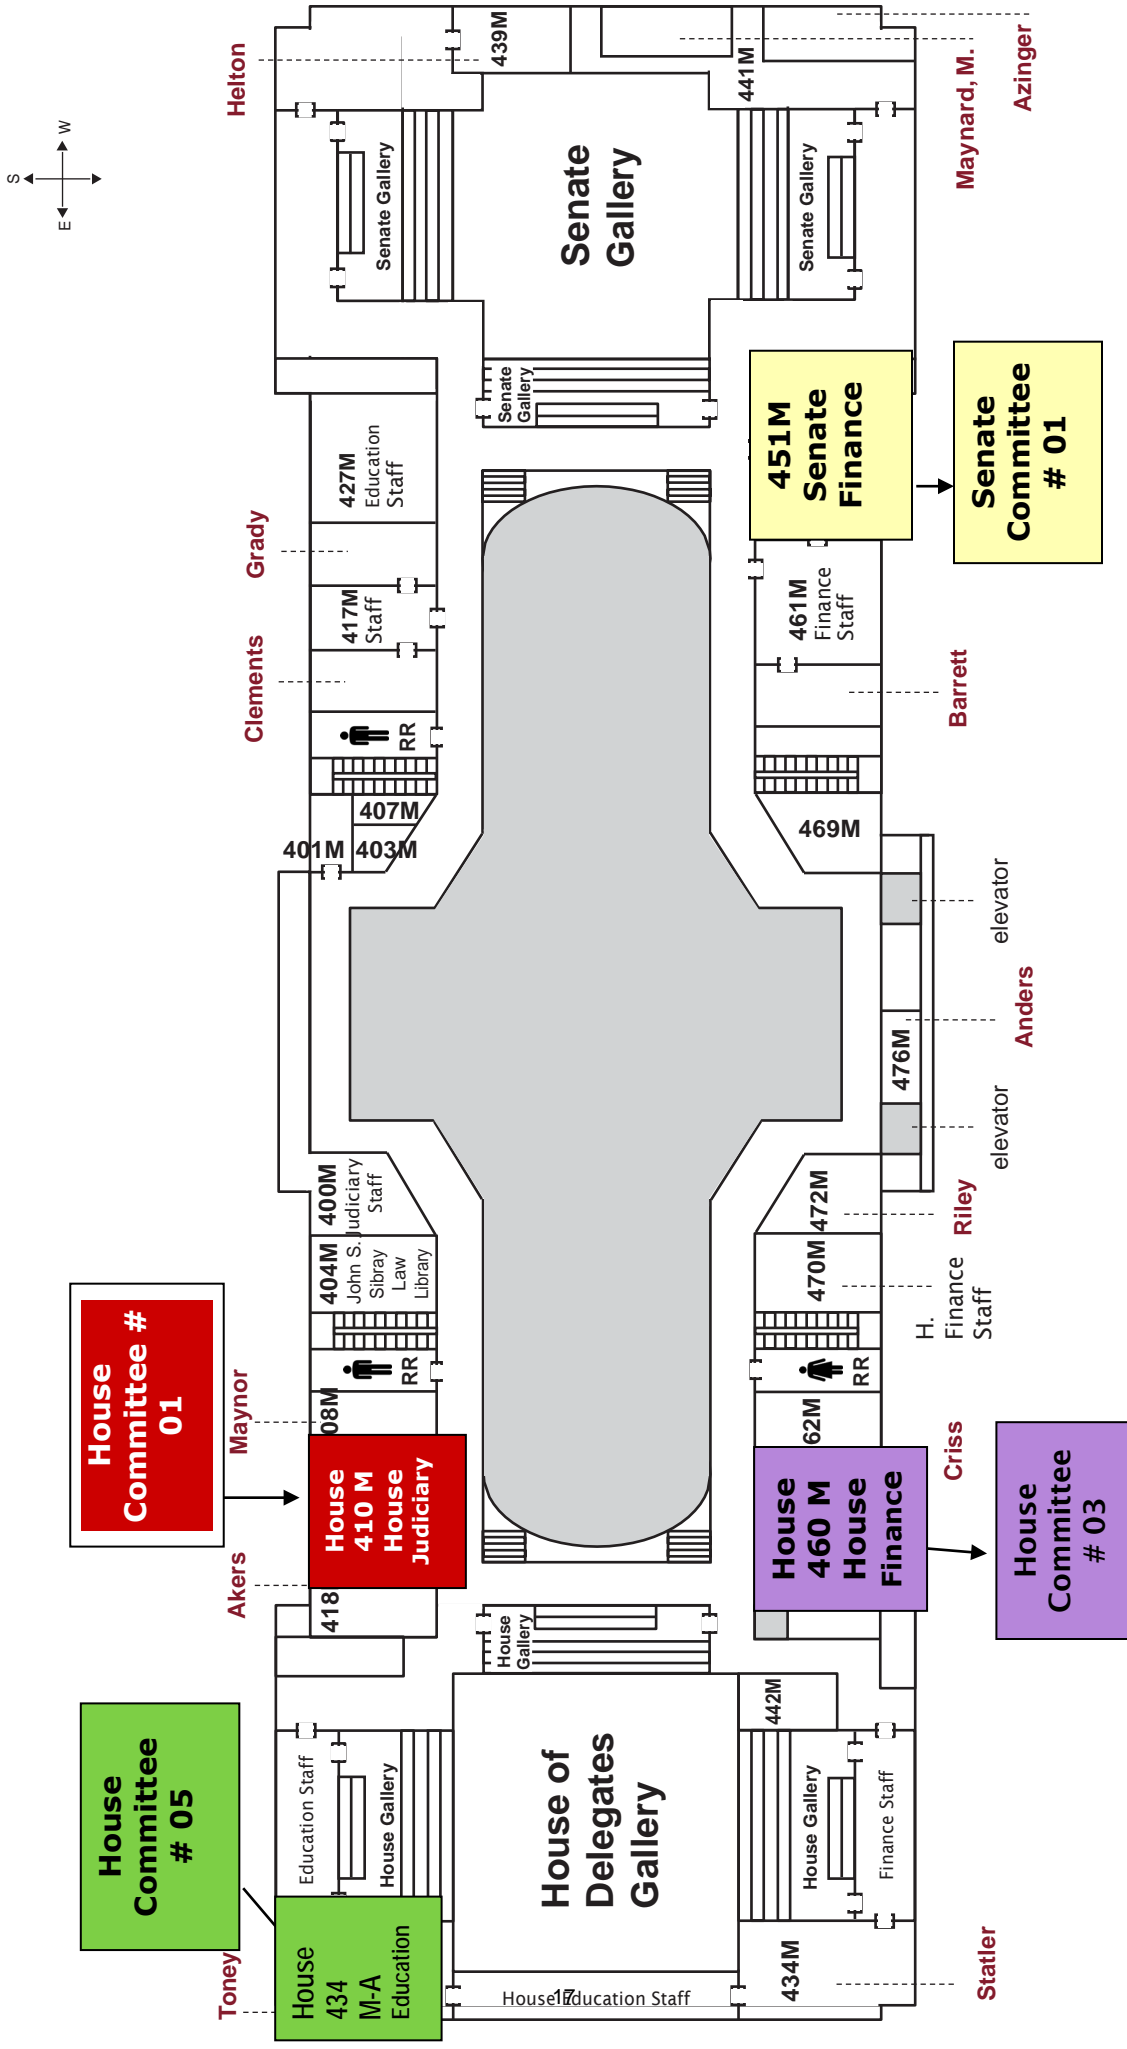 S
E
W
Helton
439M
441M
Maynard, M.
Azinger
Senate Gallery
Senate
Gallery
Senate Gallery
Senate
Gallery
427M
Education
Staff
Grady
417M
Staff
Clements
RR
407M
401M
403M
451M
Senate
Finance
Senate
Committee
# 01
461M
Finance
Staff
Barrett
469M
elevator
Anders
476M
elevator
400M
Judiciary
Staff
404M
John S.
Sibray
Law
Library
RR
House
Committee #
01
Maynor
08M
House
410 M
House
Judiciary
Akers
418
472M
Riley
470M
H.
Finance
Staff
RR
62M
Criss
House
460 M
House
Finance
House
Committee
# 03
House
Gallery
442M
House of
Delegates
Gallery
Education Staff
House Gallery
House
Committee
# 05
House
434
M-A
Education
Toney
House Gallery
Finance Staff
434M
Statler
House Education Staff
17